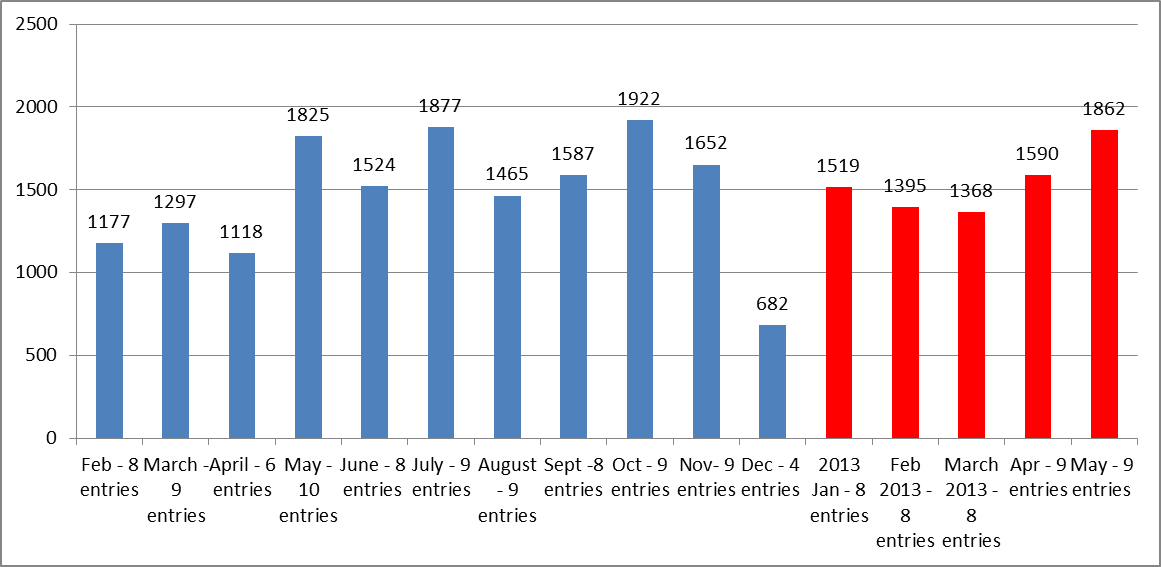 2500
2000
1500
1000
500
0
1177
1297
1118
1825
1524
1877
1465
1587
1922
1652
682
1519
1395
1368
1590
1862
Feb - 8
entries
March -
9
entries
April - 6
entries
May -
10
entries
June - 8
entries
July - 9
entries
August
- 9
entries
Sept -8
entries
Oct - 9
entries
Nov- 9
entries
Dec - 4
entries
2013
Jan - 8
entries
Feb
2013 -
8
entries
March
2013 -
8
entries
Apr - 9
entries
May - 9
entries